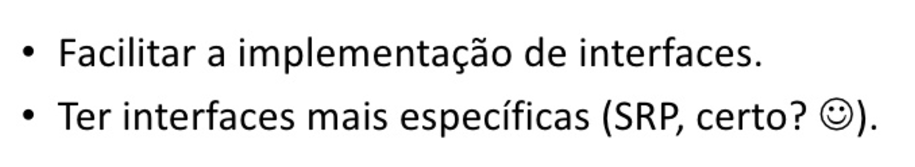 • Facilitar a implementação de interfaces.
• Ter interfaces mais específicas (SRP, certo? ☺).